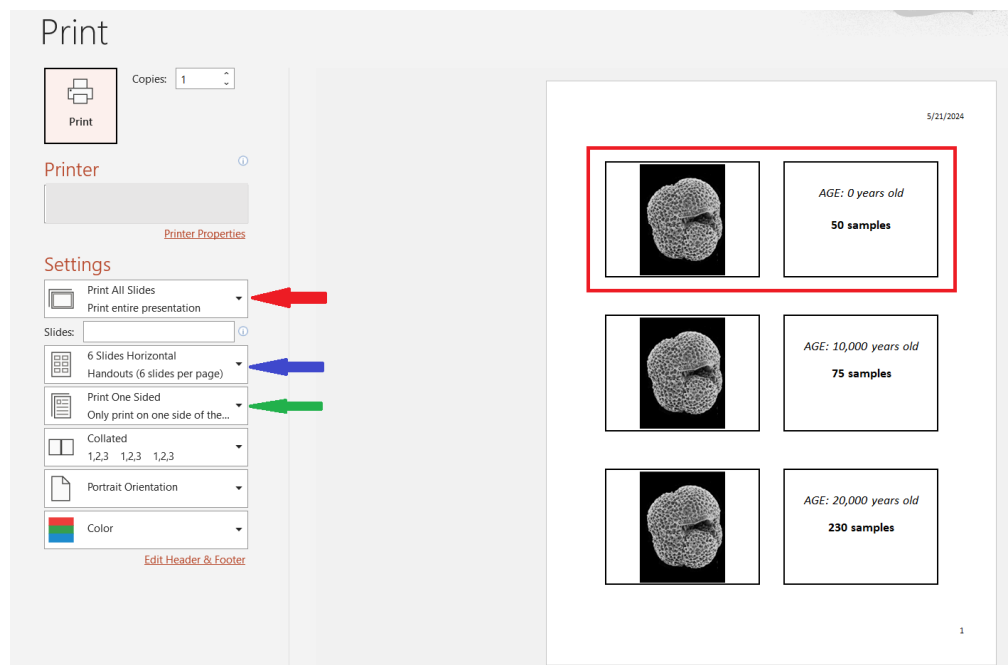 Print
Copies: 1
Print
Printer
Printer Properties
Settings
Print All Slides
Print entire presentation
Slides:
6 Slides Horizontal
Handouts (6 slides per page)
Print One Sided
Only print on one side of the...
Collated
1,2,3 1,2,3 1,2,3
Portrait Orientation
Color
Edit Header & Footer
5/21/2024
AGE: 0 years old
50 samples
AGE: 10,000 years old
75 samples
AGE: 20,000 years old
230 samples
1